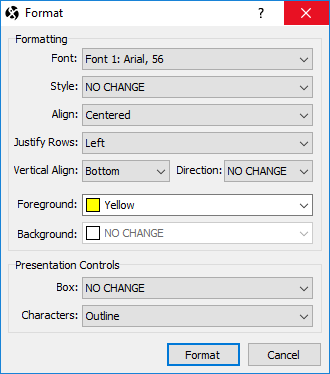 Format ?
Formatting
Font: Font 1: Arial, 56
Style: NO CHANGE
Align: Centered
Justify Rows: Left
Vertical Align: Bottom Direction: NO CHANGE
Foreground: Yellow
Background: NO CHANGE
Presentation Controls
Box: NO CHANGE
Characters: Outline
Format Cancel